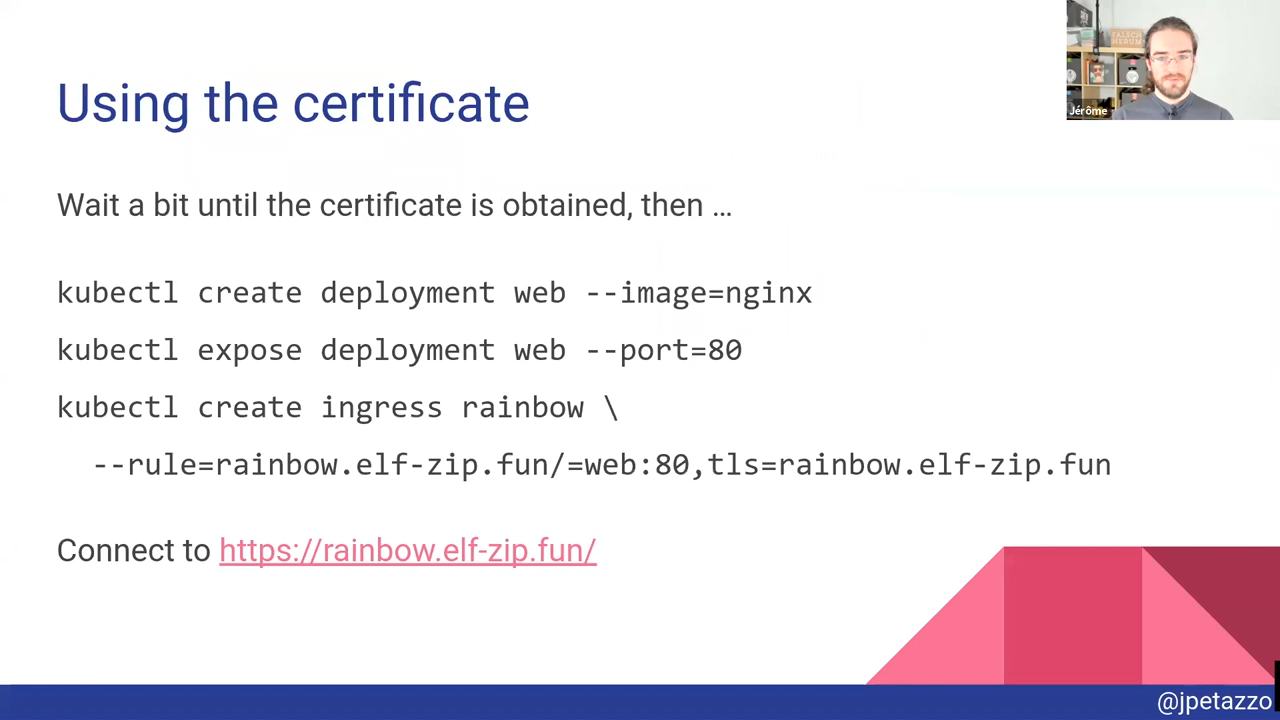 Using the certificate
Jérôme
Wait a bit until the certificate is obtained, then …
kubectl create deployment web --image=nginx
kubectl expose deployment web --port=80
kubectl create ingress rainbow \
--rule=rainbow.elf-zip.fun/=web:80,tls=rainbow.elf-zip.fun
Connect to https://rainbow.elf-zip.fun/
@jpetazzo